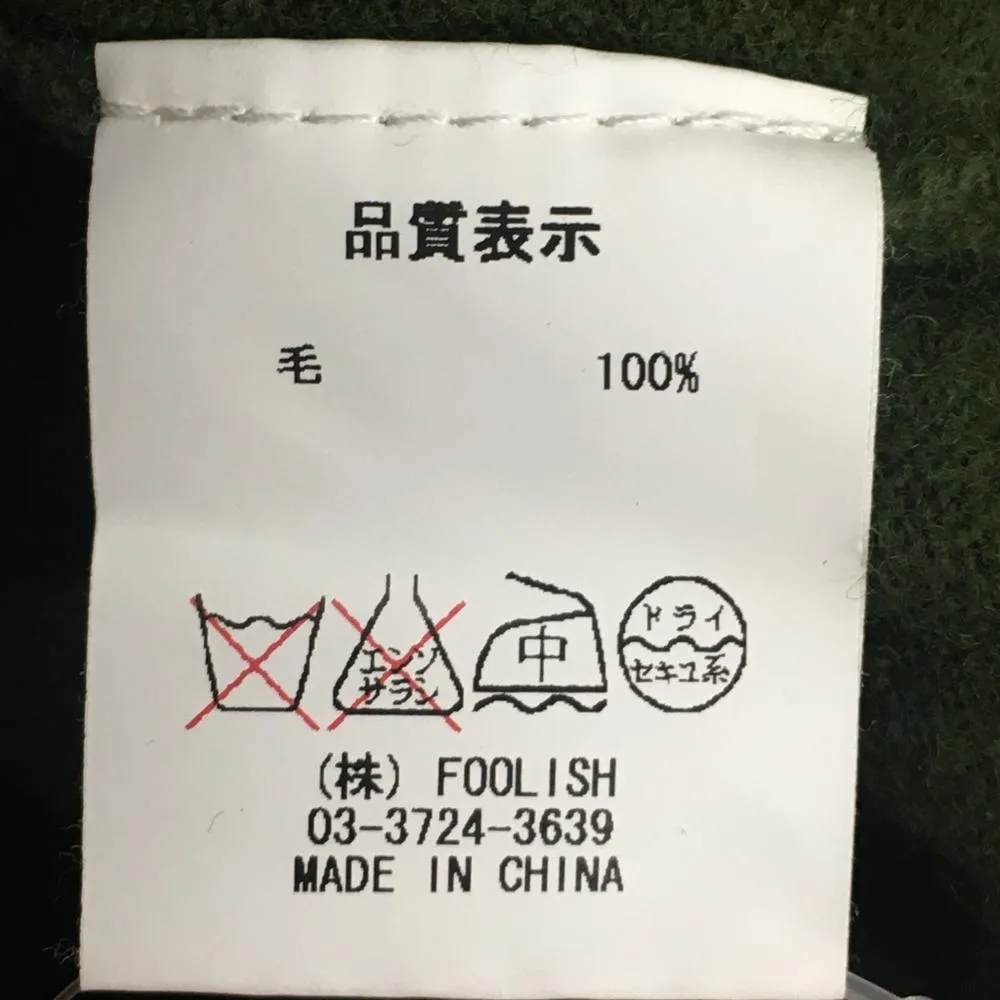 品質表示
毛 100%
エンソ
サラシ
中
ドライ
セキユ系
(株) FOOLISH
03-3724-3639
MADE IN CHINA